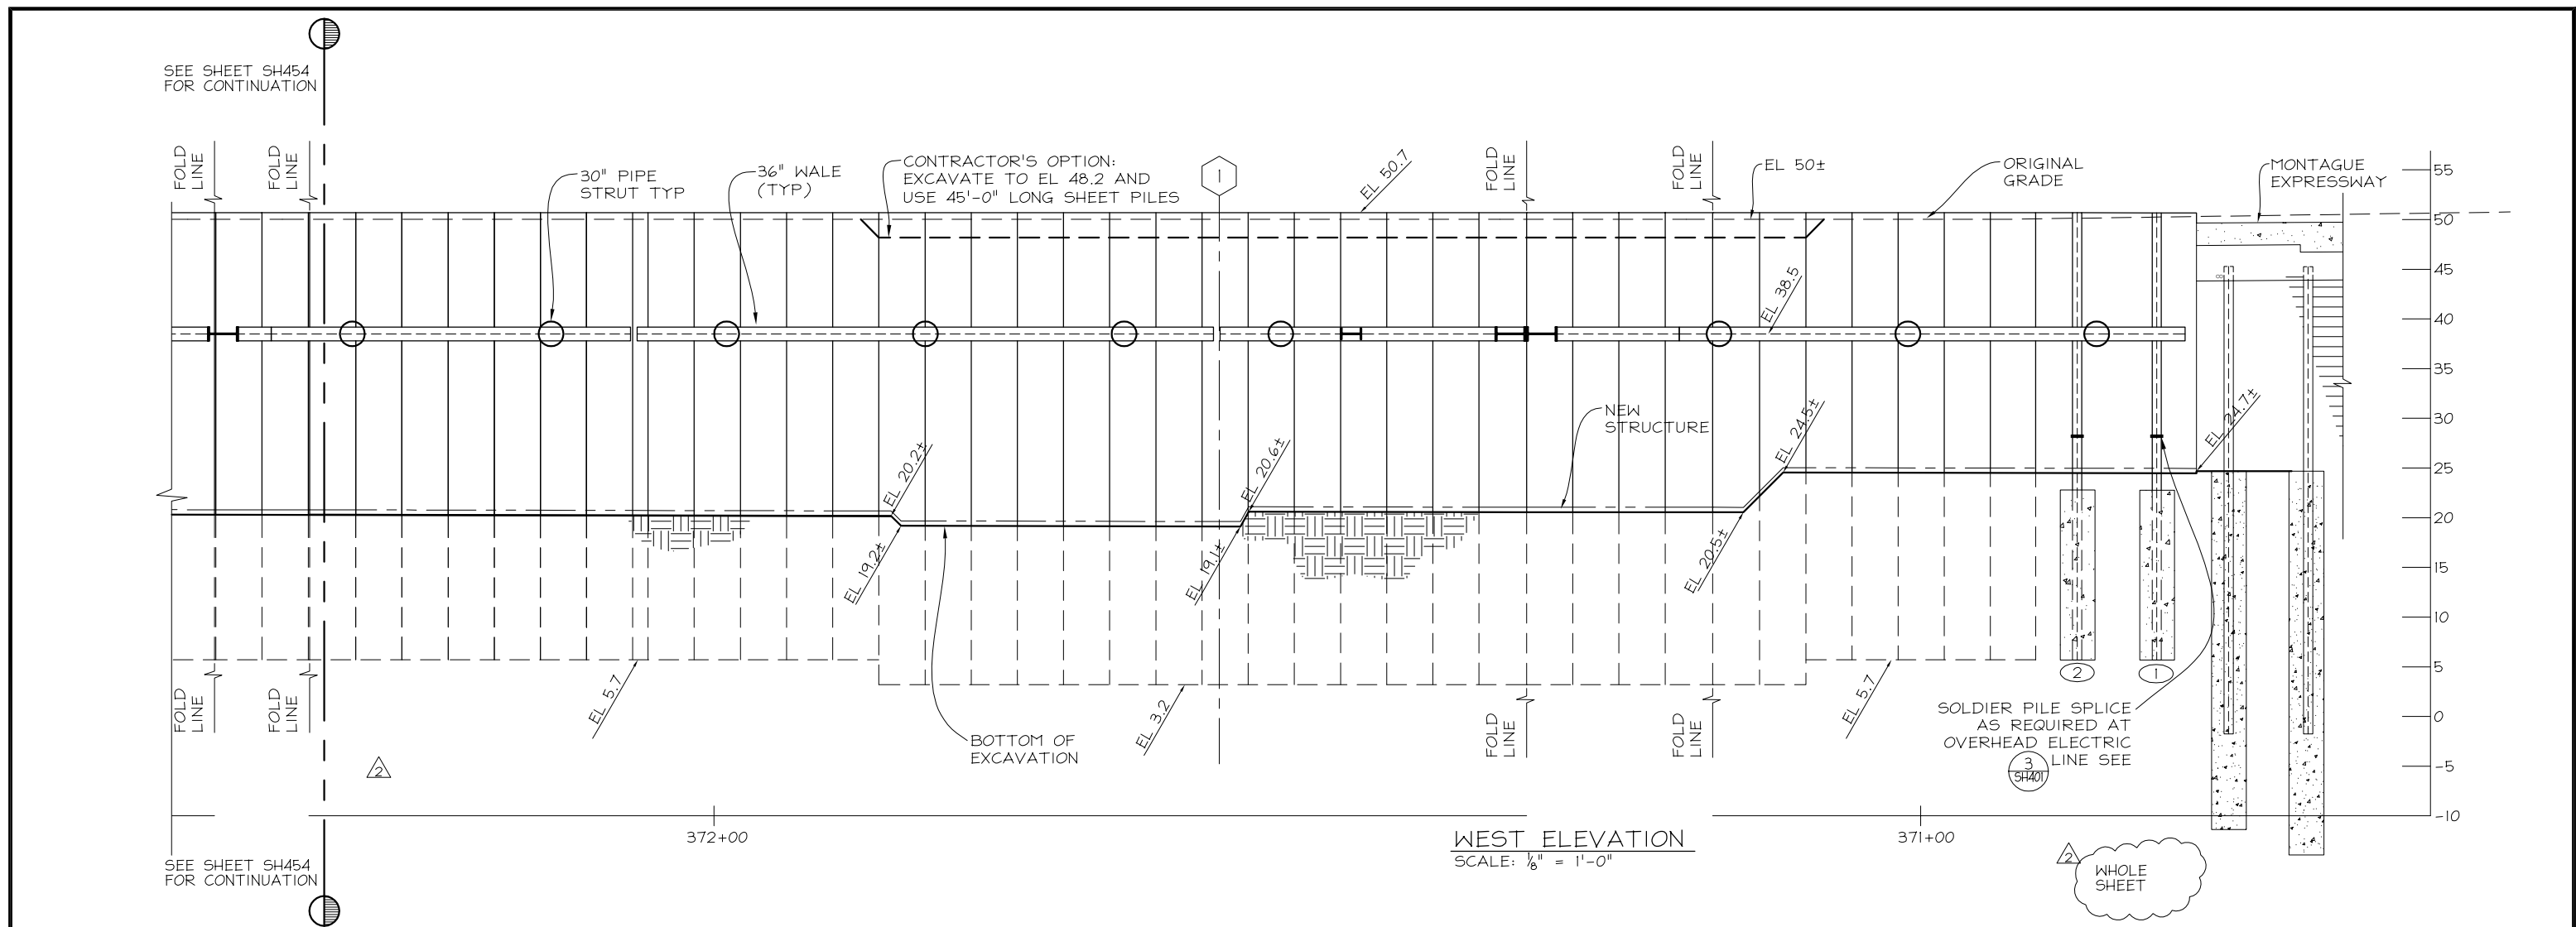 SEE SHEET SH454
FOR CONTINUATION
FOLD
LINE
FOLD
LINE
30" PIPE
STRUT TYP
36" WALE
(TYP)
CONTRACTOR'S OPTION:
EXCAVATE TO EL 48.2 AND
USE 45'-0" LONG SHEET PILES
1
EL 50.7
FOLD
LINE
FOLD
LINE
EL 50±
ORIGINAL
GRADE
MONTAGUE
EXPRESSWAY
55
50
45
40
35
30
25
20
15
10
5
0
-5
-10
EL 38.5
NEW
STRUCTURE
EL 20.2±
EL 20.6±
EL 24.5±
EL 24.7±
EL 19.2±
EL 19.1±
EL 20.5±
2
1
FOLD
LINE
FOLD
LINE
EL 5.7
BOTTOM OF
EXCAVATION
EL 3.2
FOLD
LINE
FOLD
LINE
EL 5.7
SOLDIER PILE SPLICE
AS REQUIRED AT
OVERHEAD ELECTRIC
LINE SEE
3
SH401
2
372+00
371+00
WEST ELEVATION
SCALE: 1/8" = 1'-0"
SEE SHEET SH454
FOR CONTINUATION
2
WHOLE
SHEET